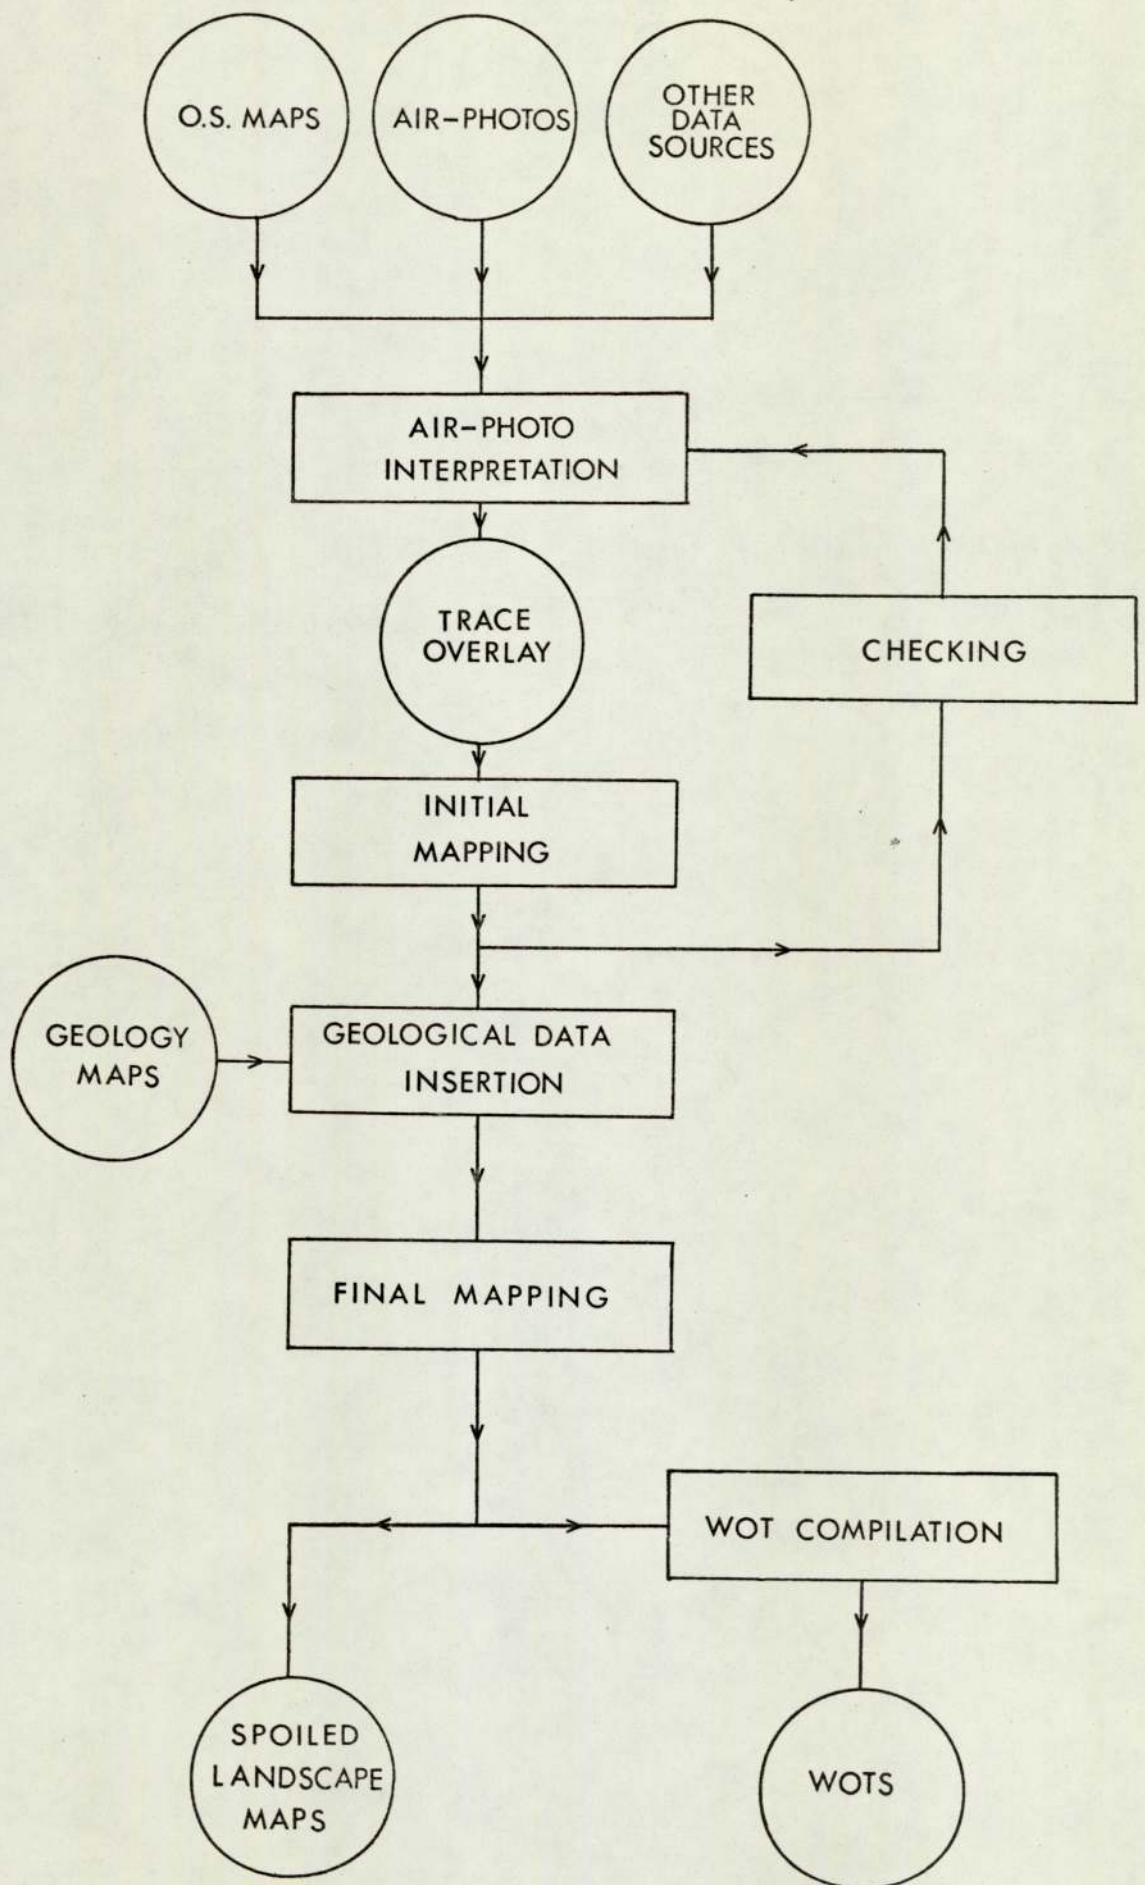 O.S. MAPS
AIR-PHOTOS
OTHER
DATA
SOURCES
AIR-PHOTO
INTERPRETATION
TRACE
OVERLAY
CHECKING
INITIAL
MAPPING
GEOLOGY
MAPS
GEOLOGICAL DATA
INSERTION
FINAL MAPPING
WOT COMPILATION
SPOILED
LANDSCAPE
MAPS
WOTS